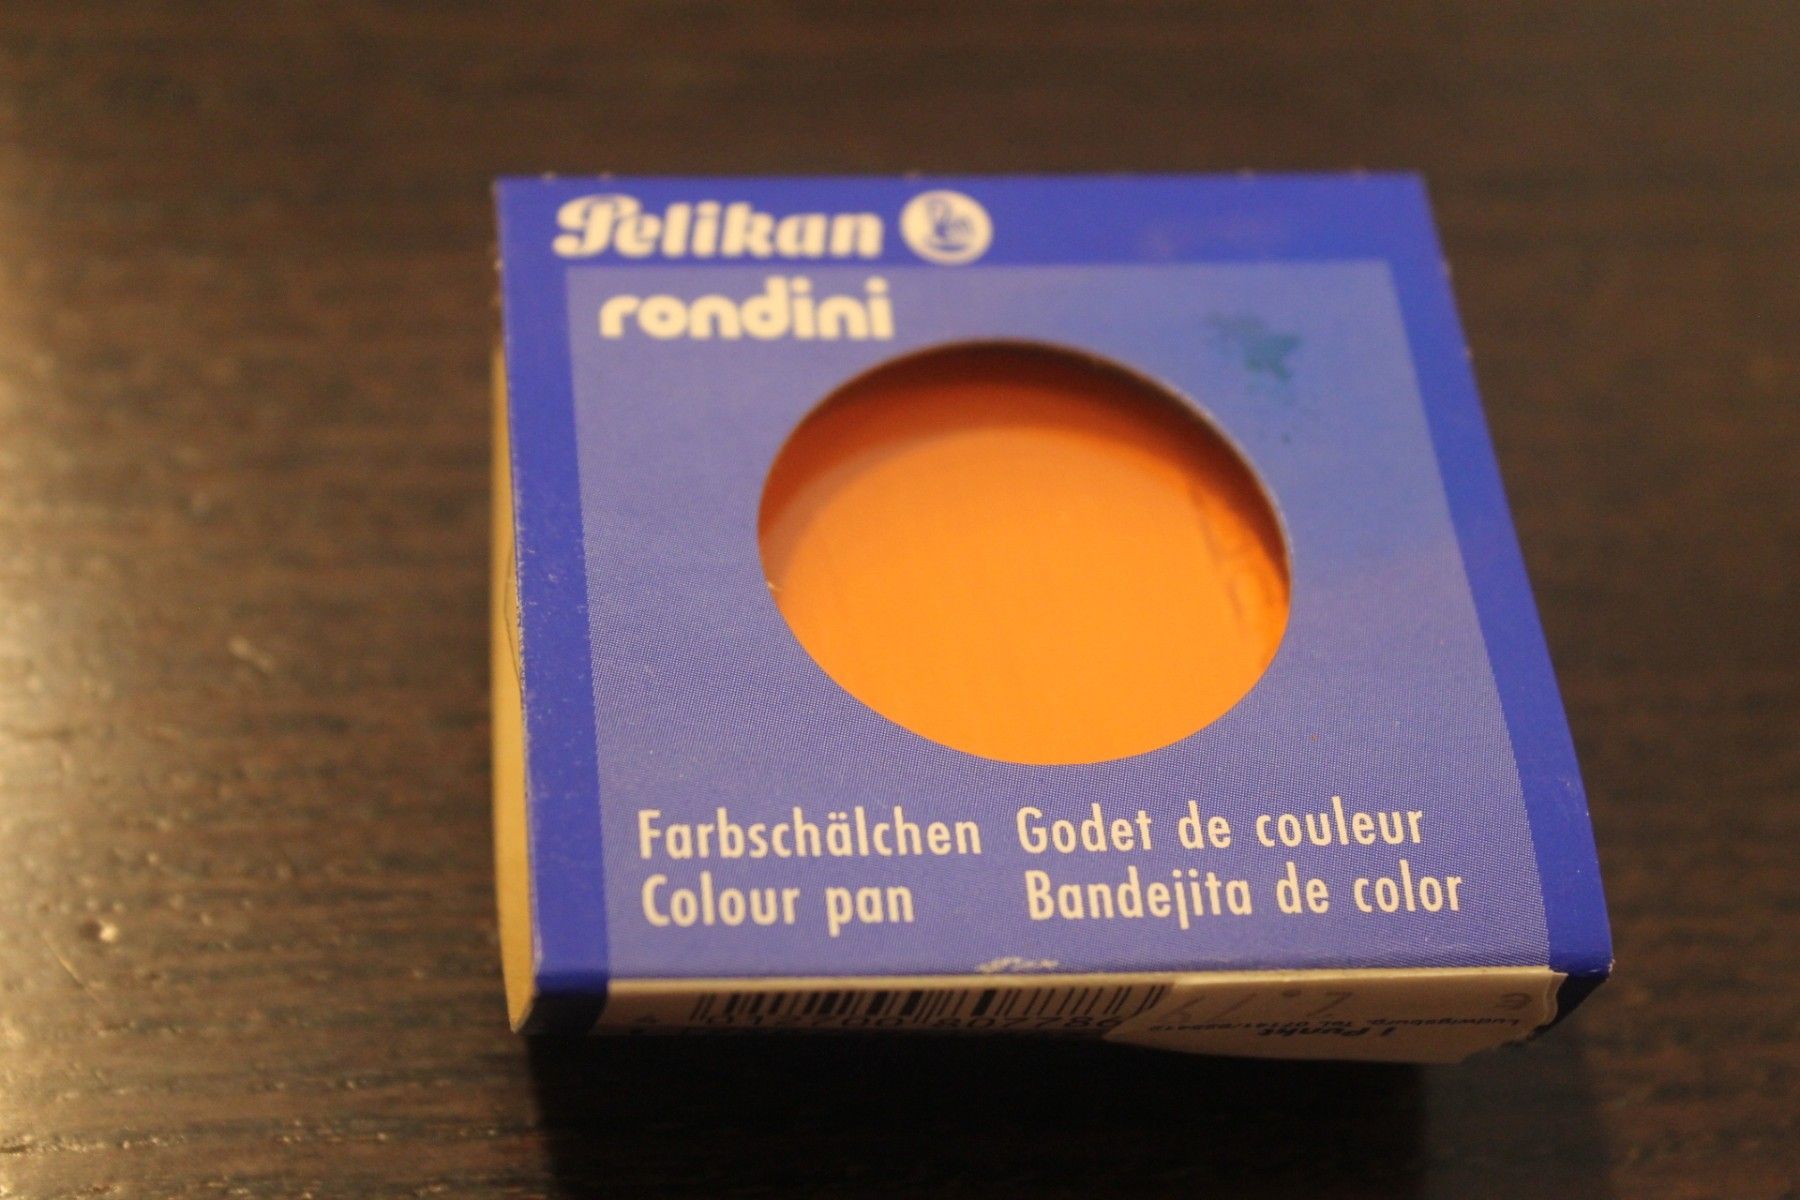 Pelikan
rondini
Farbschälchen Godet de couleur
Colour pan Bandejita de color